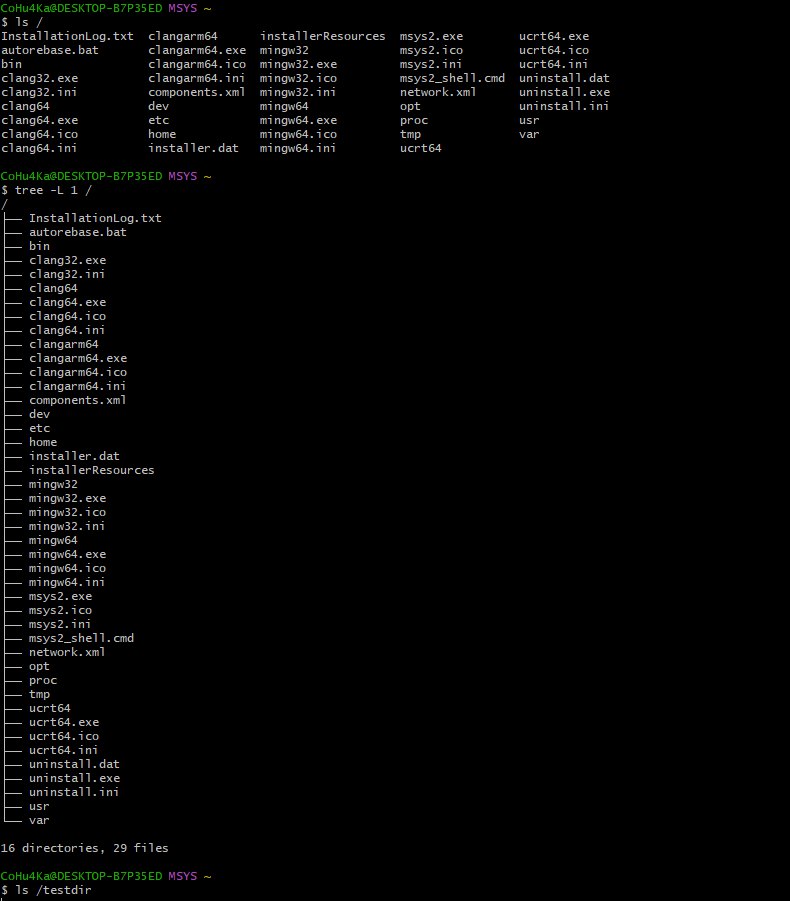 CoHu4Ka@DESKTOP-B7P35ED MSYS ~
$ ls /
InstallationLog.txt  clangarm64      installerResources  msys2.exe        ucrt64.exe
autorebase.bat       clangarm64.exe  mingw32             msys2.ico        ucrt64.ico
bin                  clangarm64.ico  mingw32.exe         msys2.ini        ucrt64.ini
clang32.exe          clangarm64.ini  mingw32.ico         msys2_shell.cmd  uninstall.dat
clang32.ini          components.xml  mingw32.ini         network.xml      uninstall.exe
clang64              dev             mingw64             opt              uninstall.ini
clang64.exe          etc             mingw64.exe         proc             usr
clang64.ico          home            mingw64.ico         tmp              var
clang64.ini          installer.dat   mingw64.ini         ucrt64
CoHu4Ka@DESKTOP-B7P35ED MSYS ~
$ tree -L 1 /
/
├── InstallationLog.txt
├── autorebase.bat
├── bin
├── clang32.exe
├── clang32.ini
├── clang64
├── clang64.exe
├── clang64.ico
├── clang64.ini
├── clangarm64
├── clangarm64.exe
├── clangarm64.ico
├── clangarm64.ini
├── components.xml
├── dev
├── etc
├── home
├── installer.dat
├── installerResources
├── mingw32
├── mingw32.exe
├── mingw32.ico
├── mingw32.ini
├── mingw64
├── mingw64.exe
├── mingw64.ico
├── mingw64.ini
├── msys2.exe
├── msys2.ico
├── msys2.ini
├── msys2_shell.cmd
├── network.xml
├── opt
├── proc
├── tmp
├── ucrt64
├── ucrt64.exe
├── ucrt64.ico
├── ucrt64.ini
├── uninstall.dat
├── uninstall.exe
├── uninstall.ini
├── usr
└── var
16 directories, 29 files
CoHu4Ka@DESKTOP-B7P35ED MSYS ~
$ ls /testdir